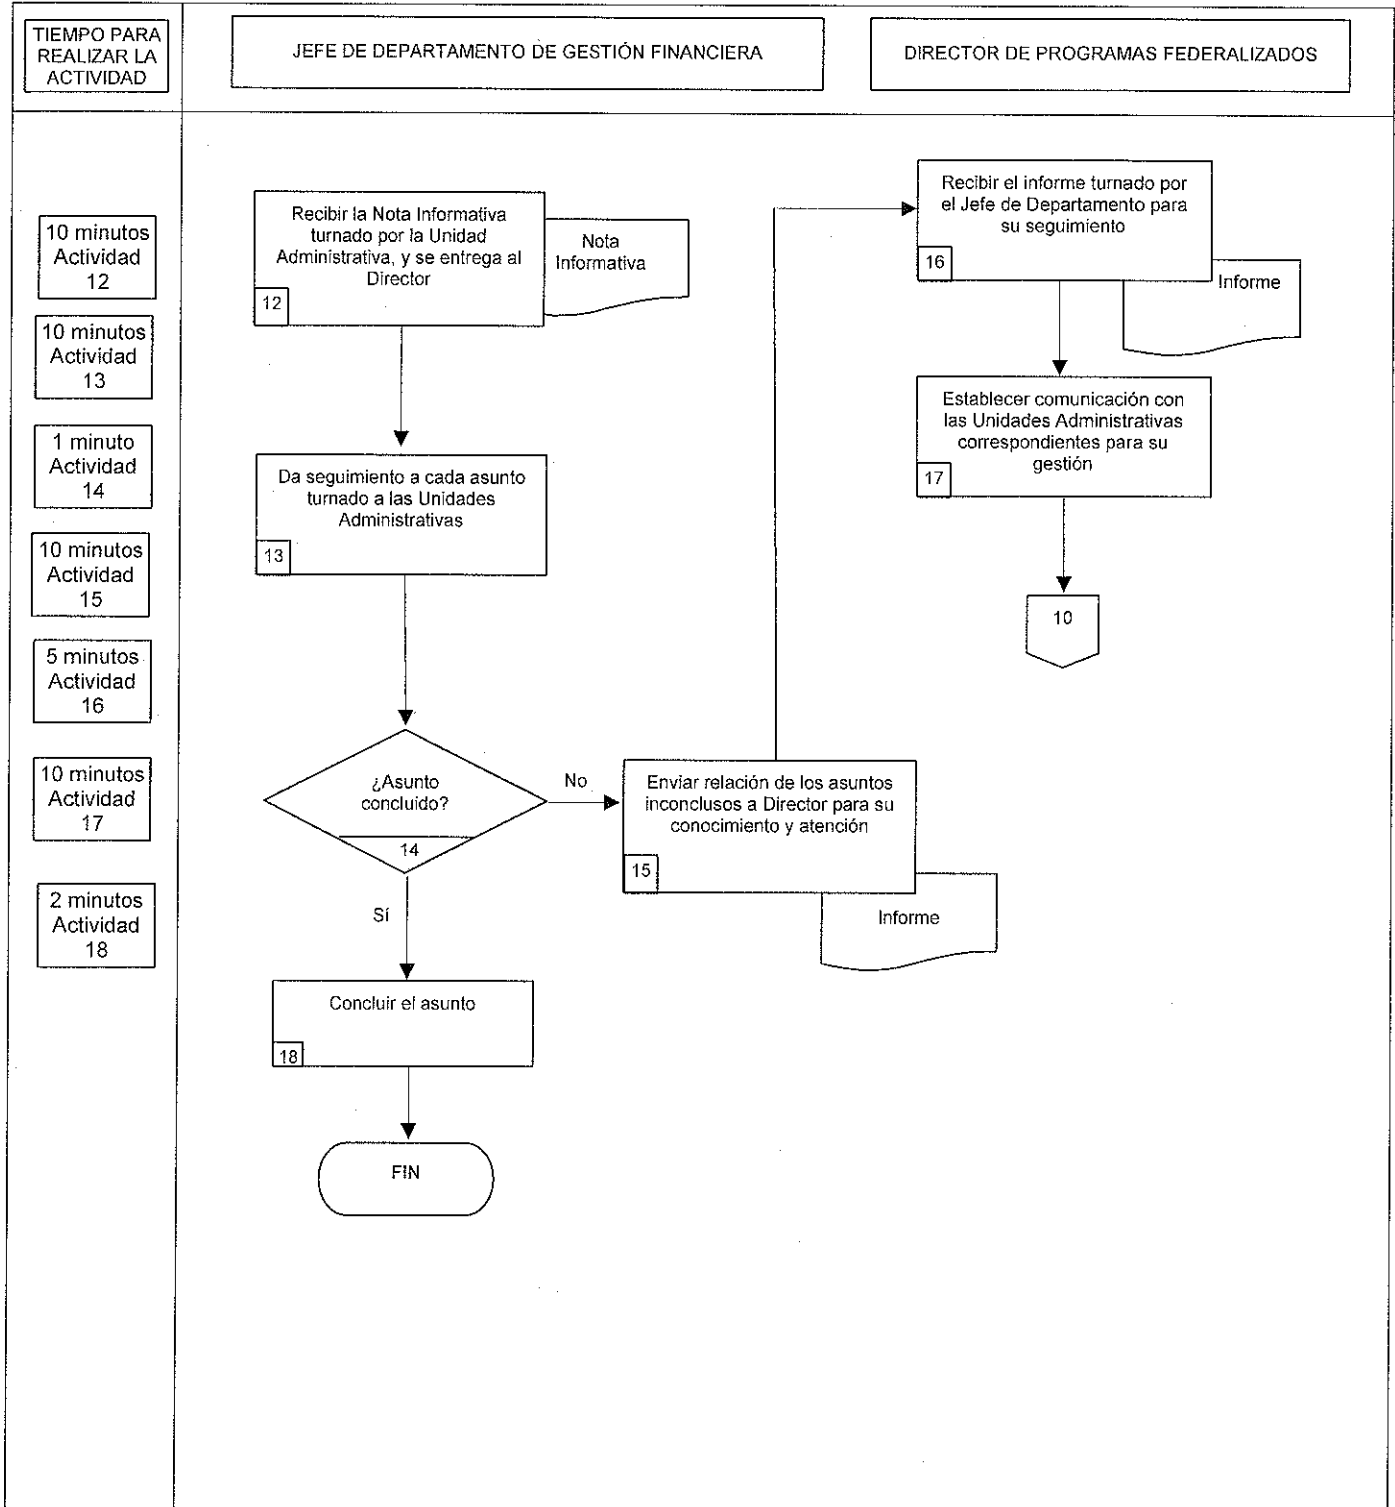 TIEMPO PARA
REALIZAR LA
ACTIVIDAD
JEFE DE DEPARTAMENTO DE GESTIÓN FINANCIERA
DIRECTOR DE PROGRAMAS FEDERALIZADOS
10 minutos
Actividad
12
10 minutos
Actividad
13
1 minuto
Actividad
14
10 minutos
Actividad
15
5 minutos
Actividad
16
10 minutos
Actividad
17
2 minutos
Actividad
18
Recibir la Nota Informativa
turnado por la Unidad
Administrativa, y se entrega al
Director
12
Nota
Informativa
Da seguimiento a cada asunto
turnado a las Unidades
Administrativas
13
¿Asunto
concluido?
14
No
Sí
Enviar relación de los asuntos
inconclusos a Director para su
conocimiento y atención
15
Informe
Recibir el informe turnado por
el Jefe de Departamento para
su seguimiento
16
Informe
Establecer comunicación con
las Unidades Administrativas
correspondientes para su
gestión
17
10
Concluir el asunto
18
FIN